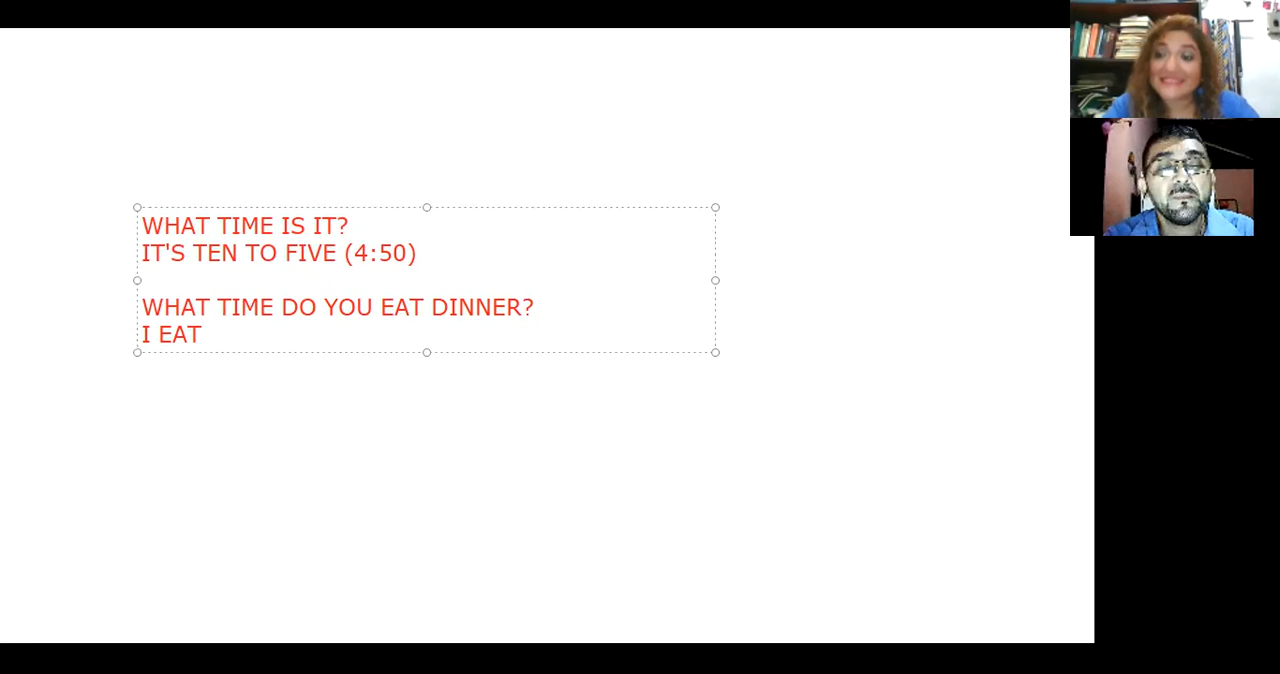 WHAT TIME IS IT?
IT'S TEN TO FIVE (4:50)
WHAT TIME DO YOU EAT DINNER?
I EAT